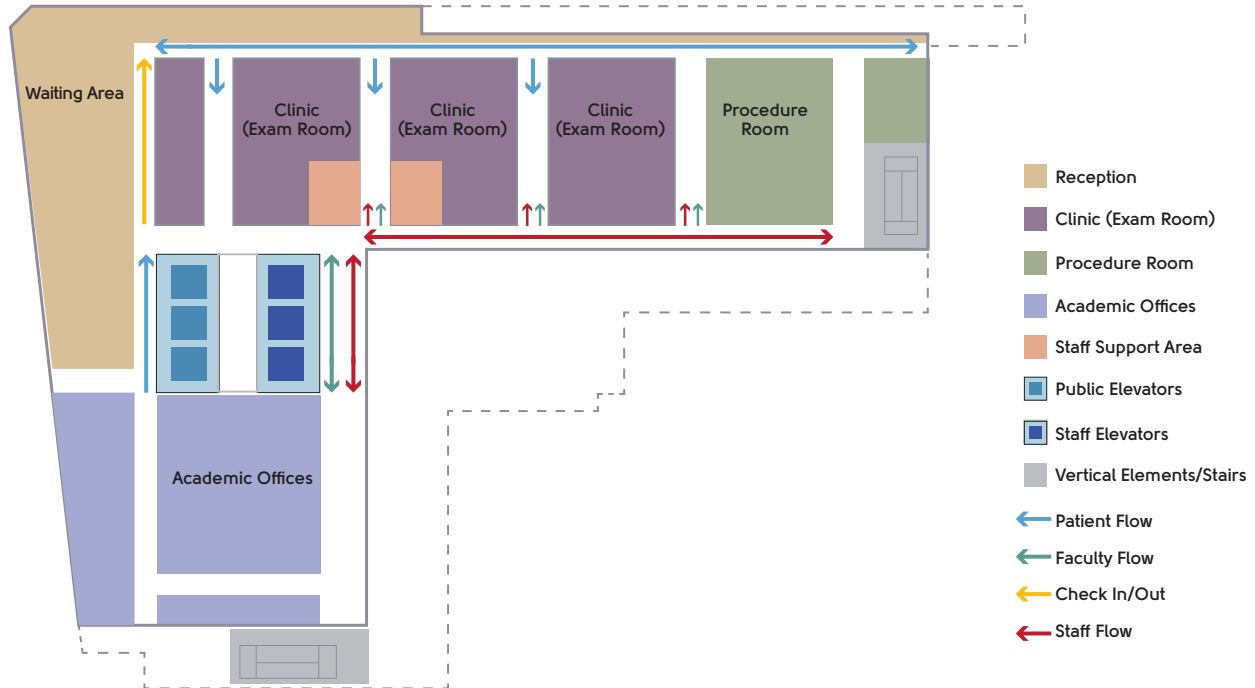 Waiting Area
Clinic
(Exam Room)
Clinic
(Exam Room)
Clinic
(Exam Room)
Procedure
Room
Academic Offices
Reception
Clinic (Exam Room)
Procedure Room
Academic Offices
Staff Support Area
Public Elevators
Staff Elevators
Vertical Elements/Stairs
Patient Flow
Faculty Flow
Check In/Out
Staff Flow